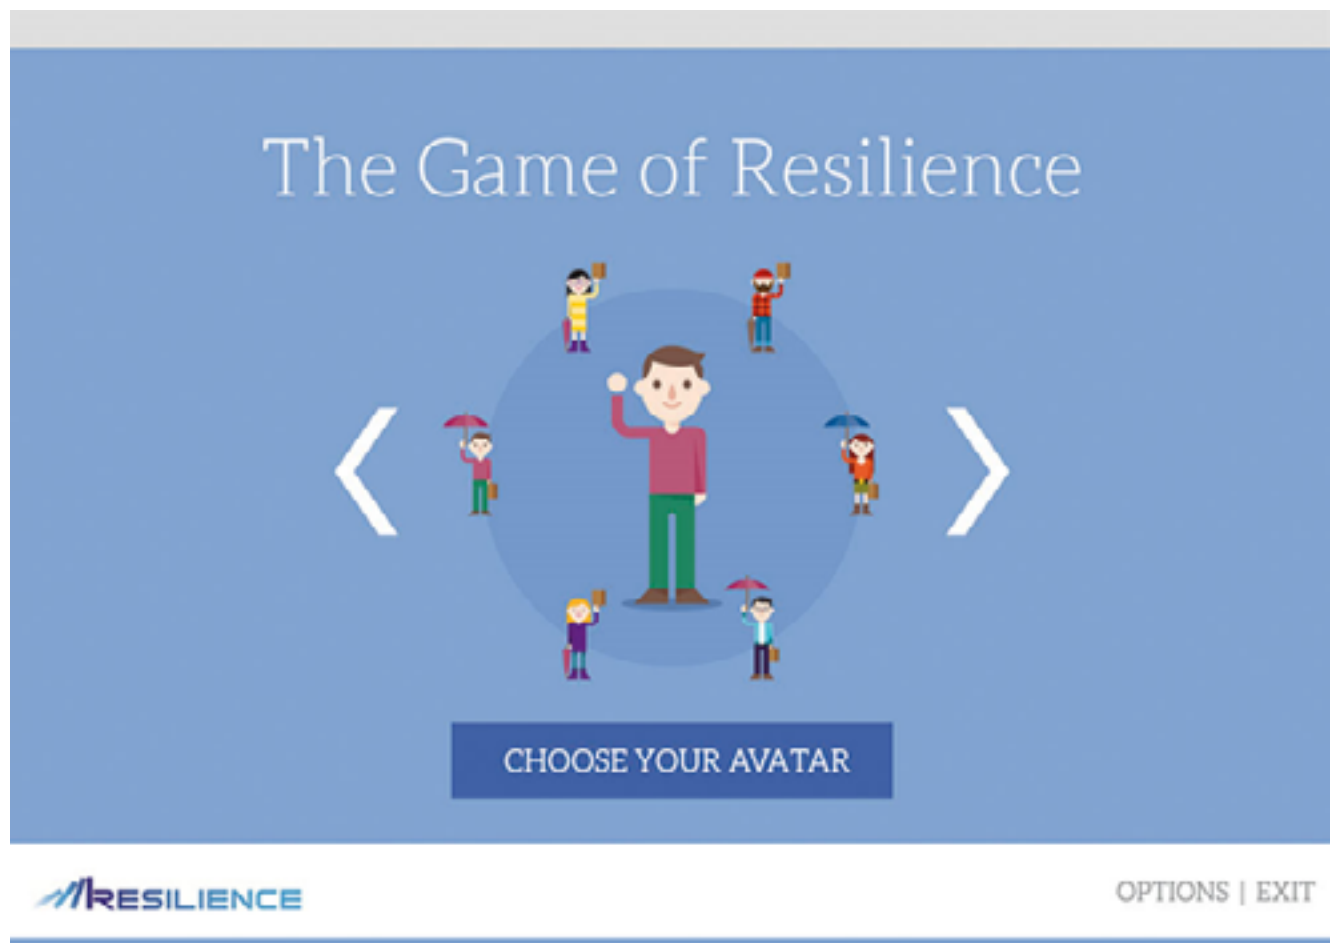 The Game of Resilience
CHOOSE YOUR AVATAR
RESILIENCE
OPTIONS | EXIT